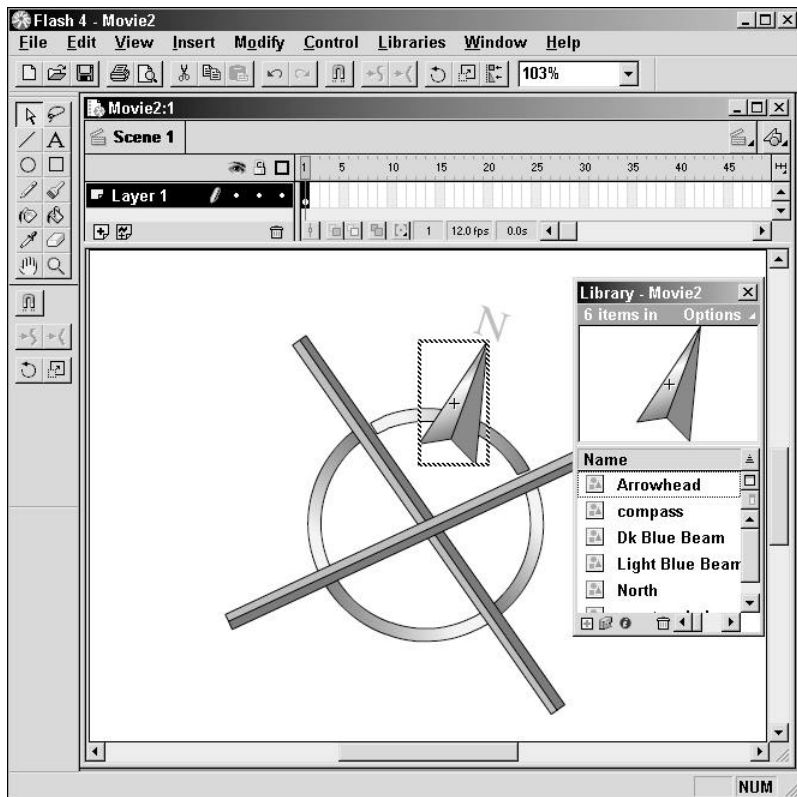 Flash 4 - Movie2
File Edit View Insert Modify Control Libraries Window Help
103%
Movie2:1
Scene 1
1 5 10 15 20 25 30 35 40 45
Layer 1
1 12.0 fps 0.0s
N
Library - Movie2
6 items in Options
Name
Arrowhead
compass
Dk Blue Beam
Light Blue Beam
North
NUM